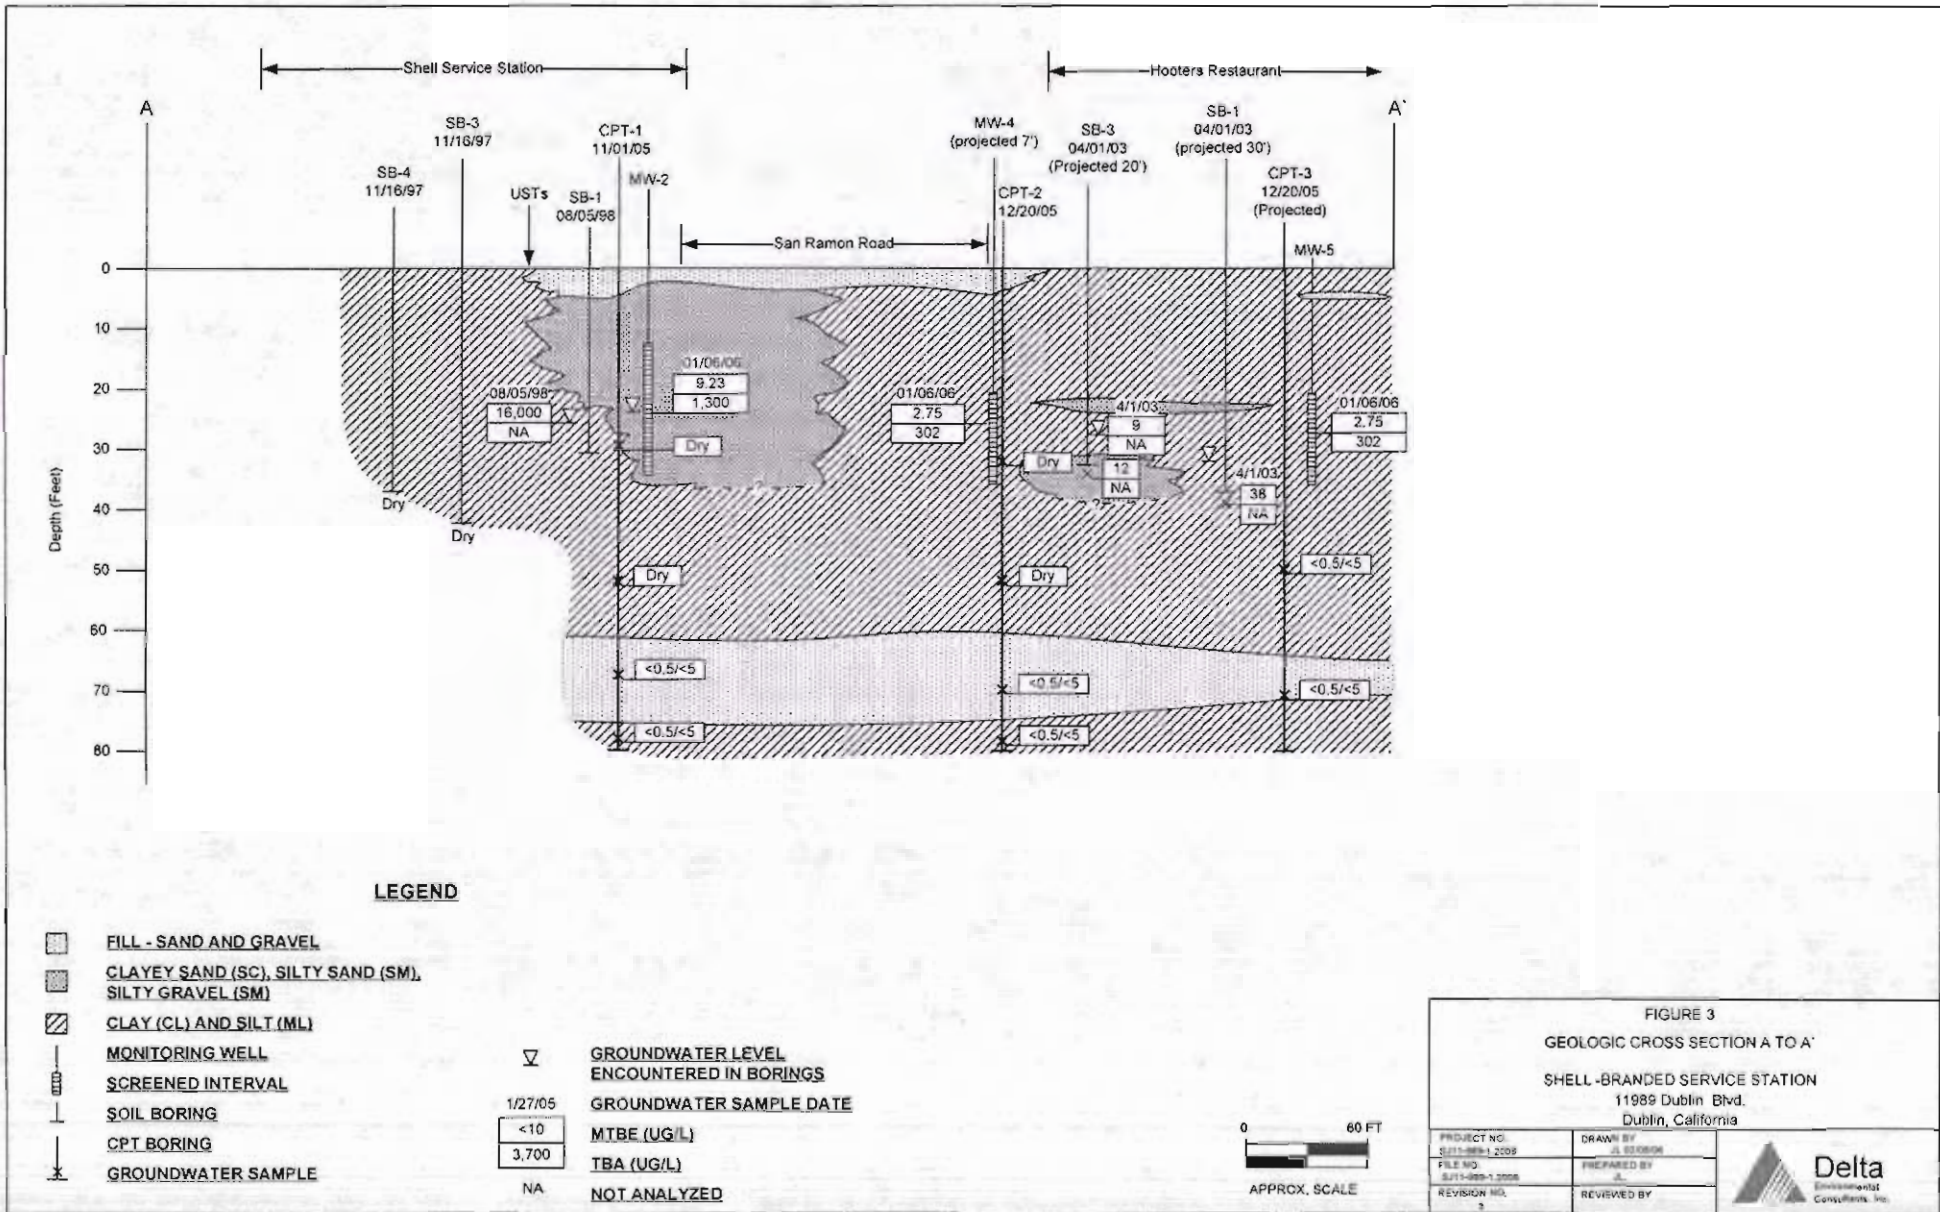 Shell Service Station
Hooters Restaurant
A
A'
SB-3
11/16/97
CPT-1
11/01/05
MW-4
(projected 7')
SB-3
04/01/03
(Projected 20')
SB-1
04/01/03
(projected 30')
SB-4
11/16/97
USTs
SB-1
08/05/98
MW-2
CPT-2
12/20/05
CPT-3
12/20/05
(Projected)
San Ramon Road
MW-5
0
10
20
30
40
50
60
70
80
Depth (Feet)
08/05/98
16,000
NA
01/06/06
9.23
1,300
Dry
01/06/06
2.75
302
4/1/03
9
NA
Dry
12
NA
4/1/03
38
NA
01/06/06
2.75
302
Dry
Dry
Dry
Dry
<0.5/<5
<0.5/<5
<0.5/<5
<0.5/<5
<0.5/<5
<0.5/<5
?
?
LEGEND
FILL - SAND AND GRAVEL
CLAYEY SAND (SC), SILTY SAND (SM),
SILTY GRAVEL (SM)
CLAY (CL) AND SILT (ML)
MONITORING WELL
SCREENED INTERVAL
SOIL BORING
CPT BORING
GROUNDWATER SAMPLE
GROUNDWATER LEVEL
ENCOUNTERED IN BORINGS
1/27/05 GROUNDWATER SAMPLE DATE
<10 MTBE (UG/L)
3,700 TBA (UG/L)
NA NOT ANALYZED
0 60 FT
APPROX. SCALE
FIGURE 3
GEOLOGIC CROSS SECTION A TO A'
SHELL -BRANDED SERVICE STATION
11989 Dublin Blvd.
Dublin, California
PROJECT NO.
DRAWN BY
FILE NO.
PREPARED BY
JL
REVISION NO.
REVIEWED BY
Delta
Environmental
Consultants, Inc.